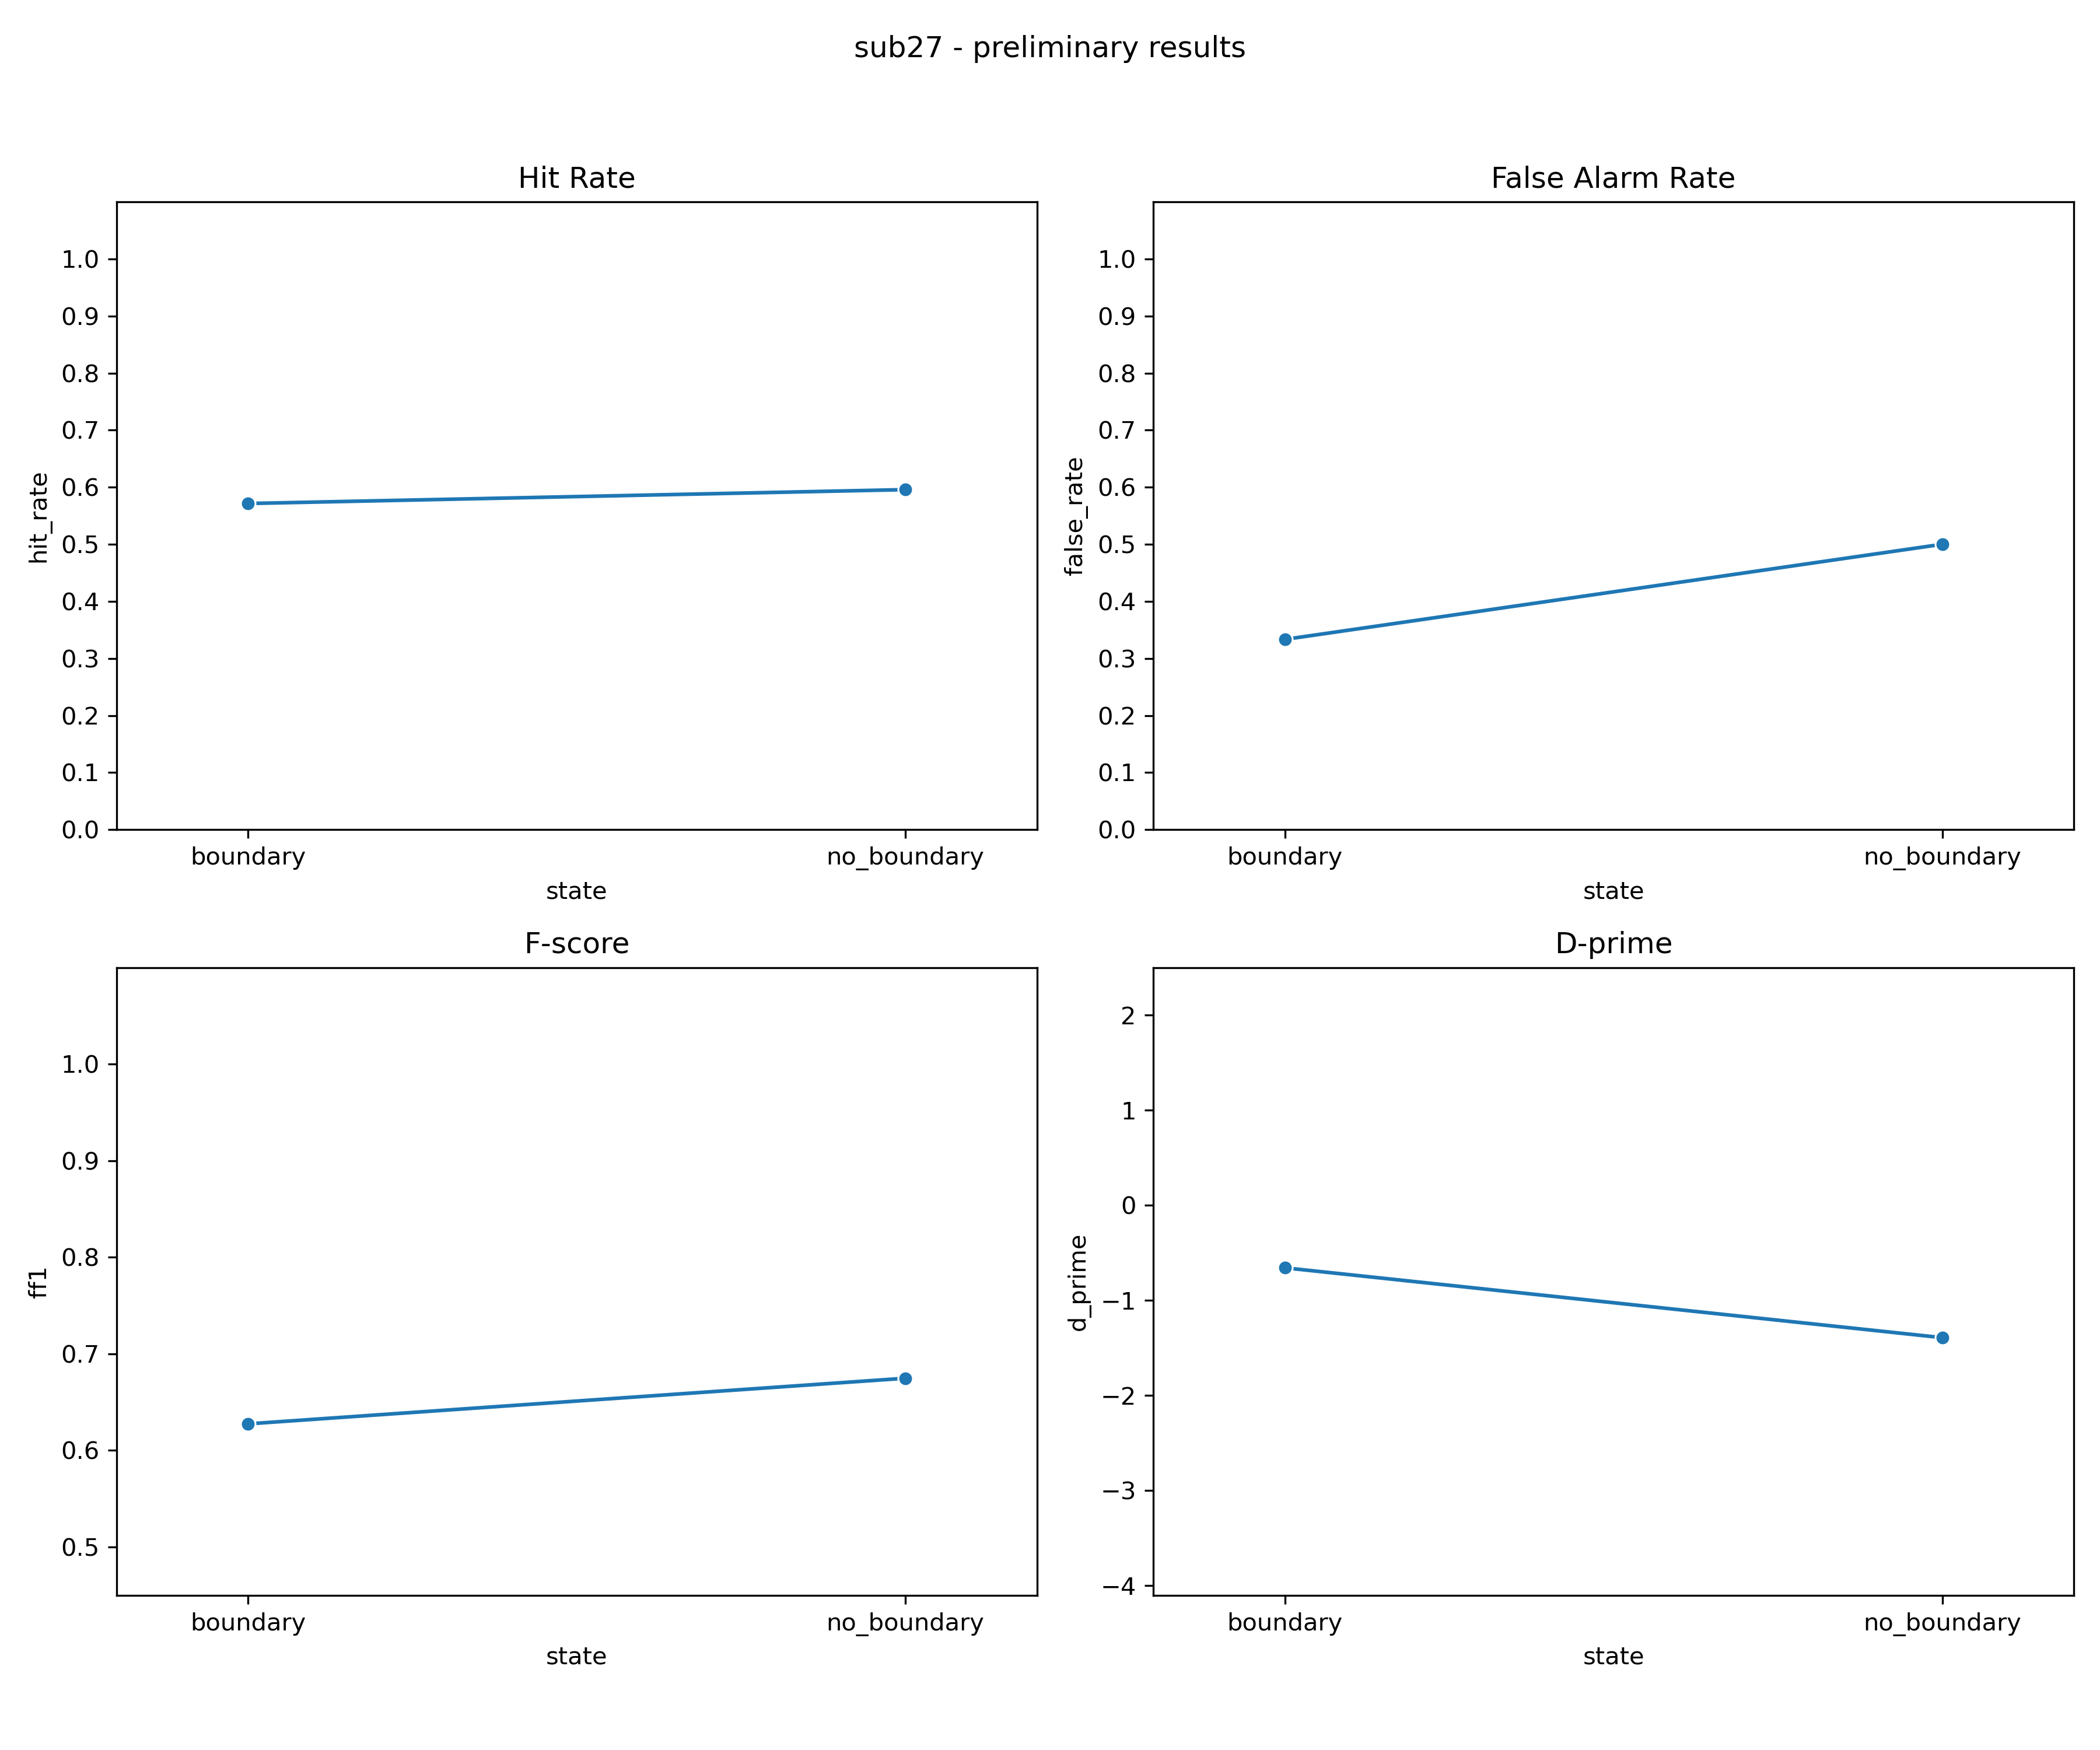 sub27 - preliminary results
Hit Rate
hit_rate
1.0
0.9
0.8
0.7
0.6
0.5
0.4
0.3
0.2
0.1
0.0
boundary no_boundary
state
False Alarm Rate
false_rate
1.0
0.9
0.8
0.7
0.6
0.5
0.4
0.3
0.2
0.1
0.0
boundary no_boundary
state
F-score
ff1
1.0
0.9
0.8
0.7
0.6
0.5
boundary no_boundary
state
D-prime
d_prime
2
1
0
−1
−2
−3
−4
boundary no_boundary
state